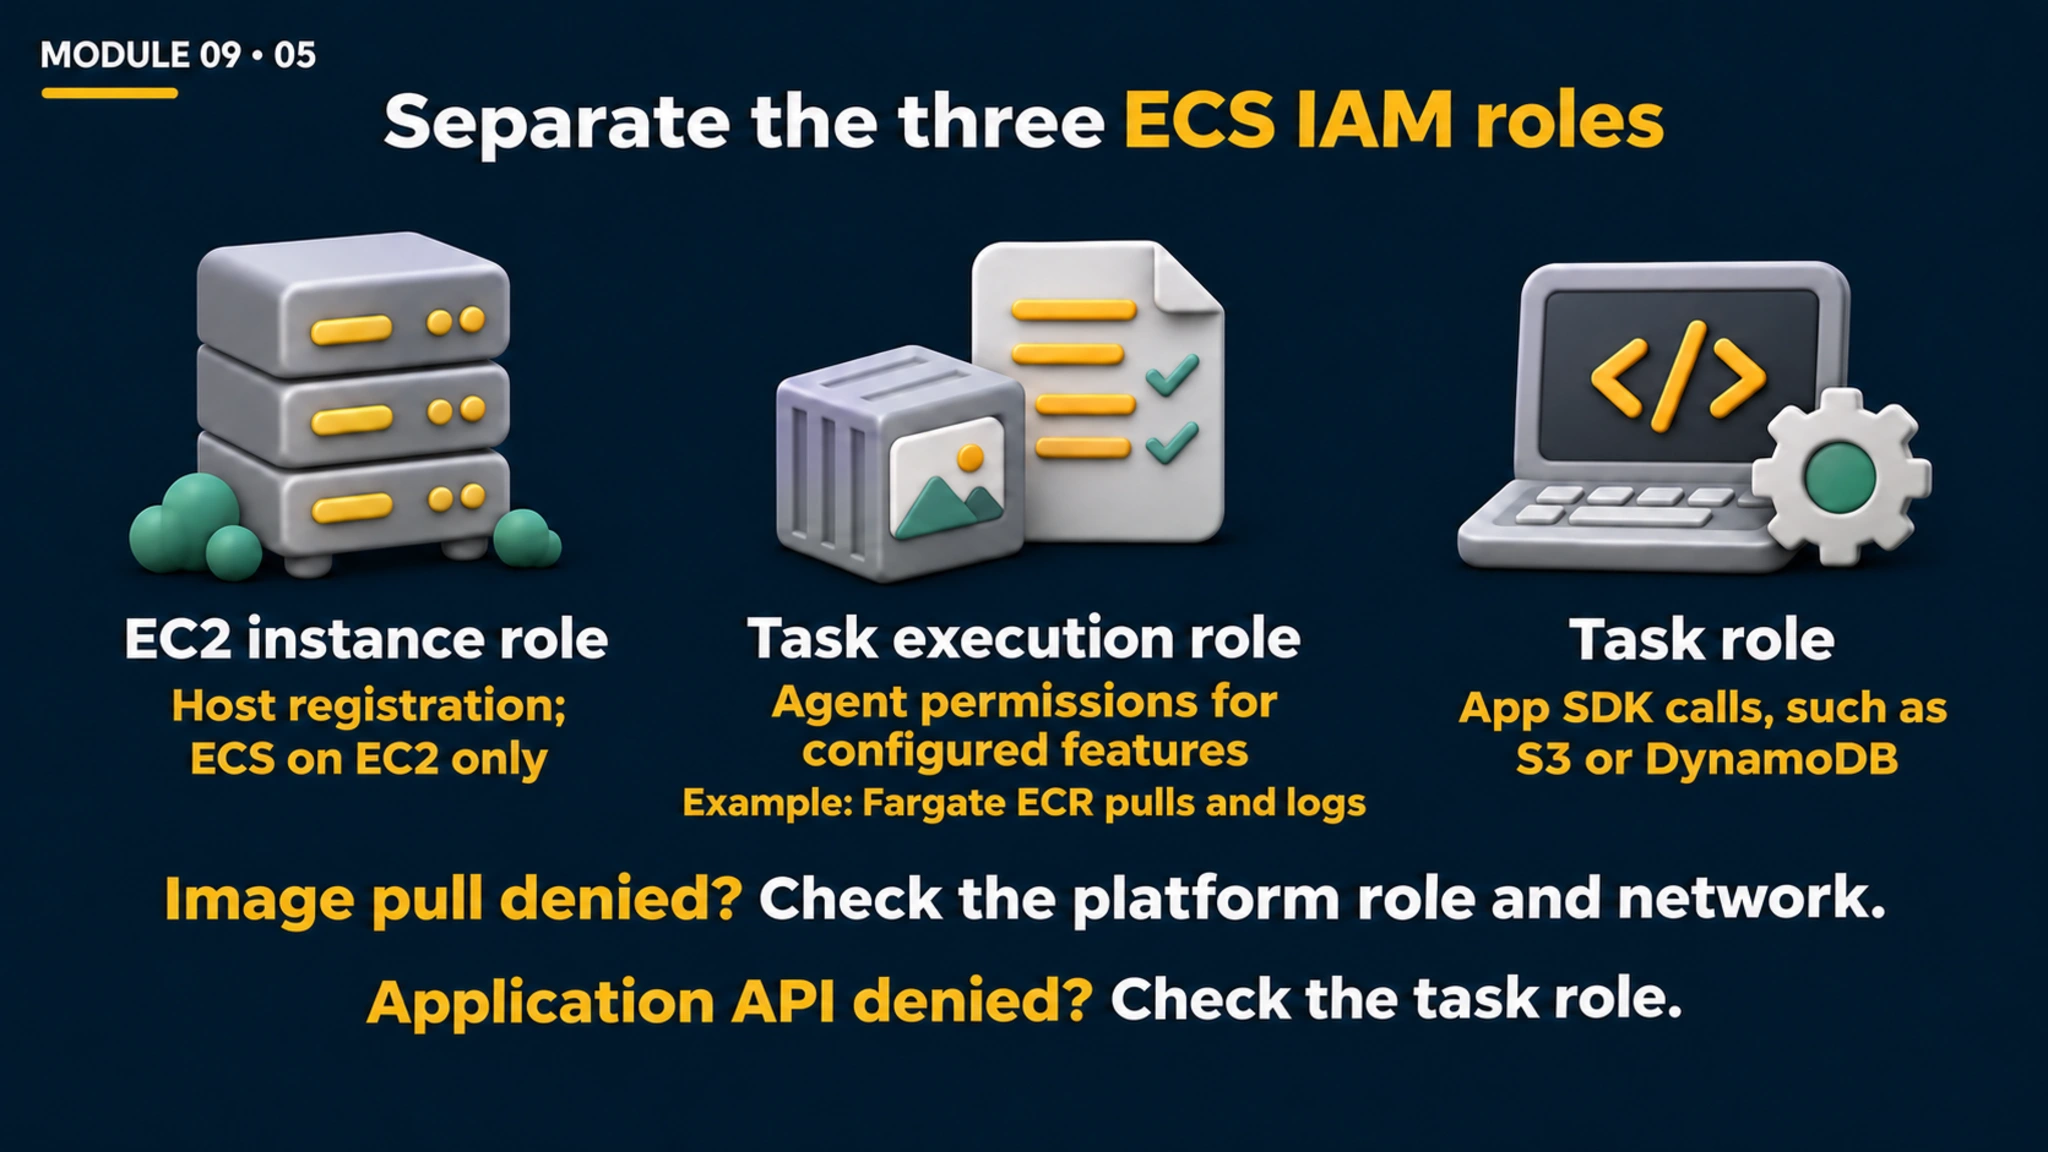 MODULE 09 • 05
Separate the three ECS IAM roles
EC2 instance role
Host registration;
ECS on EC2 only
Task execution role
Agent permissions for
configured features
Example: Fargate ECR pulls and logs
Task role
App SDK calls, such as
S3 or DynamoDB
Image pull denied? Check the platform role and network.
Application API denied? Check the task role.